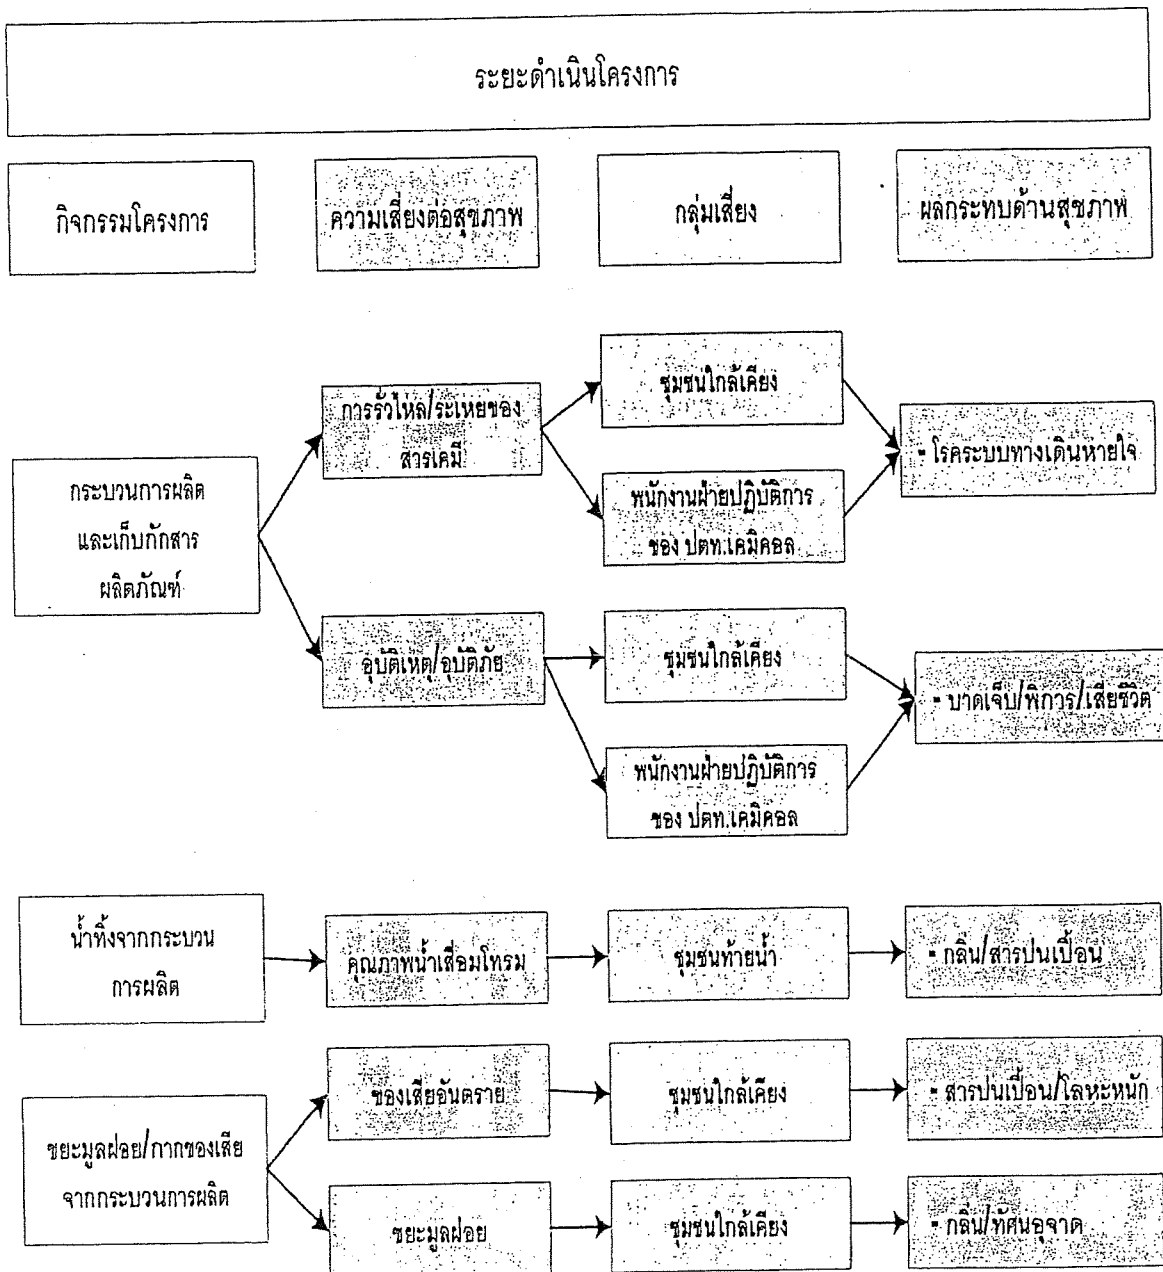 ระยะดำเนินโครงการ
กิจกรรมโครงการ
ความเสี่ยงต่อสุขภาพ
กลุ่มเสี่ยง
ผลกระทบด้านสุขภาพ
กระบวนการผลิต
และเก็บกักสาร
ผลิตภัณฑ์
การรั่วไหล/ระเหยของ
สารเคมี
ชุมชนใกล้เคียง
พนักงานฝ่ายปฏิบัติการ
ของ ปตท.เคมิคอล
- โรคระบบทางเดินหายใจ
อุบัติเหตุ/อุบัติภัย
ชุมชนใกล้เคียง
พนักงานฝ่ายปฏิบัติการ
ของ ปตท.เคมิคอล
- บาดเจ็บ/พิการ/เสียชีวิต
น้ำทิ้งจากกระบวน
การผลิต
คุณภาพน้ำเสื่อมโทรม
ชุมชนท้ายน้ำ
- กลิ่น/สารปนเปื้อน
ขยะมูลฝอย/กากของเสีย
จากกระบวนการผลิต
ของเสียอันตราย
ชุมชนใกล้เคียง
- สารปนเปื้อน/โลหะหนัก
ขยะมูลฝอย
ชุมชนใกล้เคียง
- กลิ่น/ทัศนอุจาด